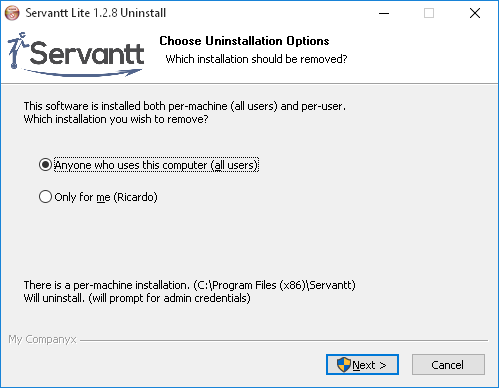 Servantt Lite 1.2.8 Uninstall
Servantt
Choose Uninstallation Options
Which installation should be removed?
This software is installed both per-machine (all users) and per-user.
Which installation you wish to remove?
Anyone who uses this computer (all users)
Only for me (Ricardo)
There is a per-machine installation. (C:\Program Files (x86)\Servantt)
Will uninstall. (will prompt for admin credentials)
My Companyx
Next >
Cancel